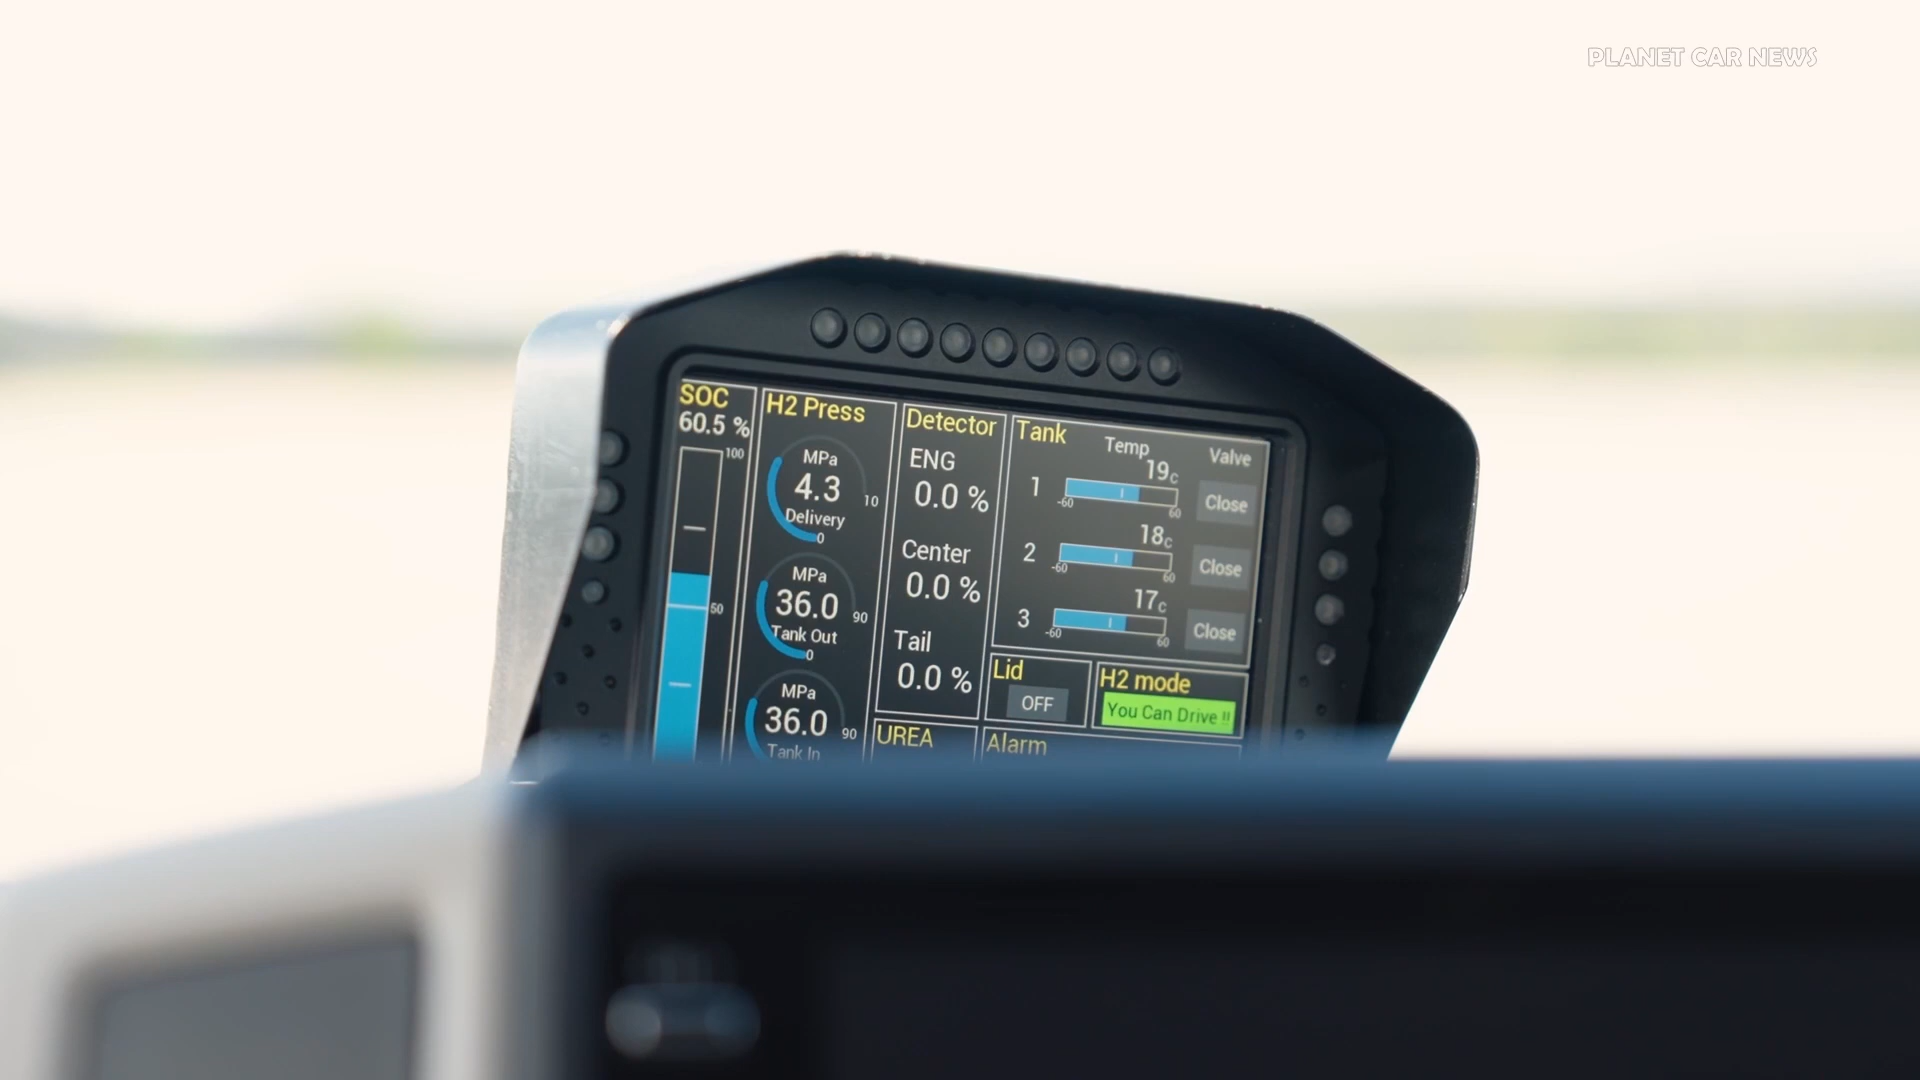 PLANET CAR NEWS
SOC
60.5 %
100
50
H2 Press
MPa
4.3
10
Delivery
0
MPa
36.0
90
Tank Out
0
MPa
36.0
90
Tank In
Detector
ENG
0.0 %
Center
0.0 %
Tail
0.0 %
UREA
Tank
Temp
Valve
1
19c
-60
60
Close
2
18c
-60
60
Close
3
17c
-60
60
Close
Lid
OFF
H2 mode
You Can Drive !!
Alarm